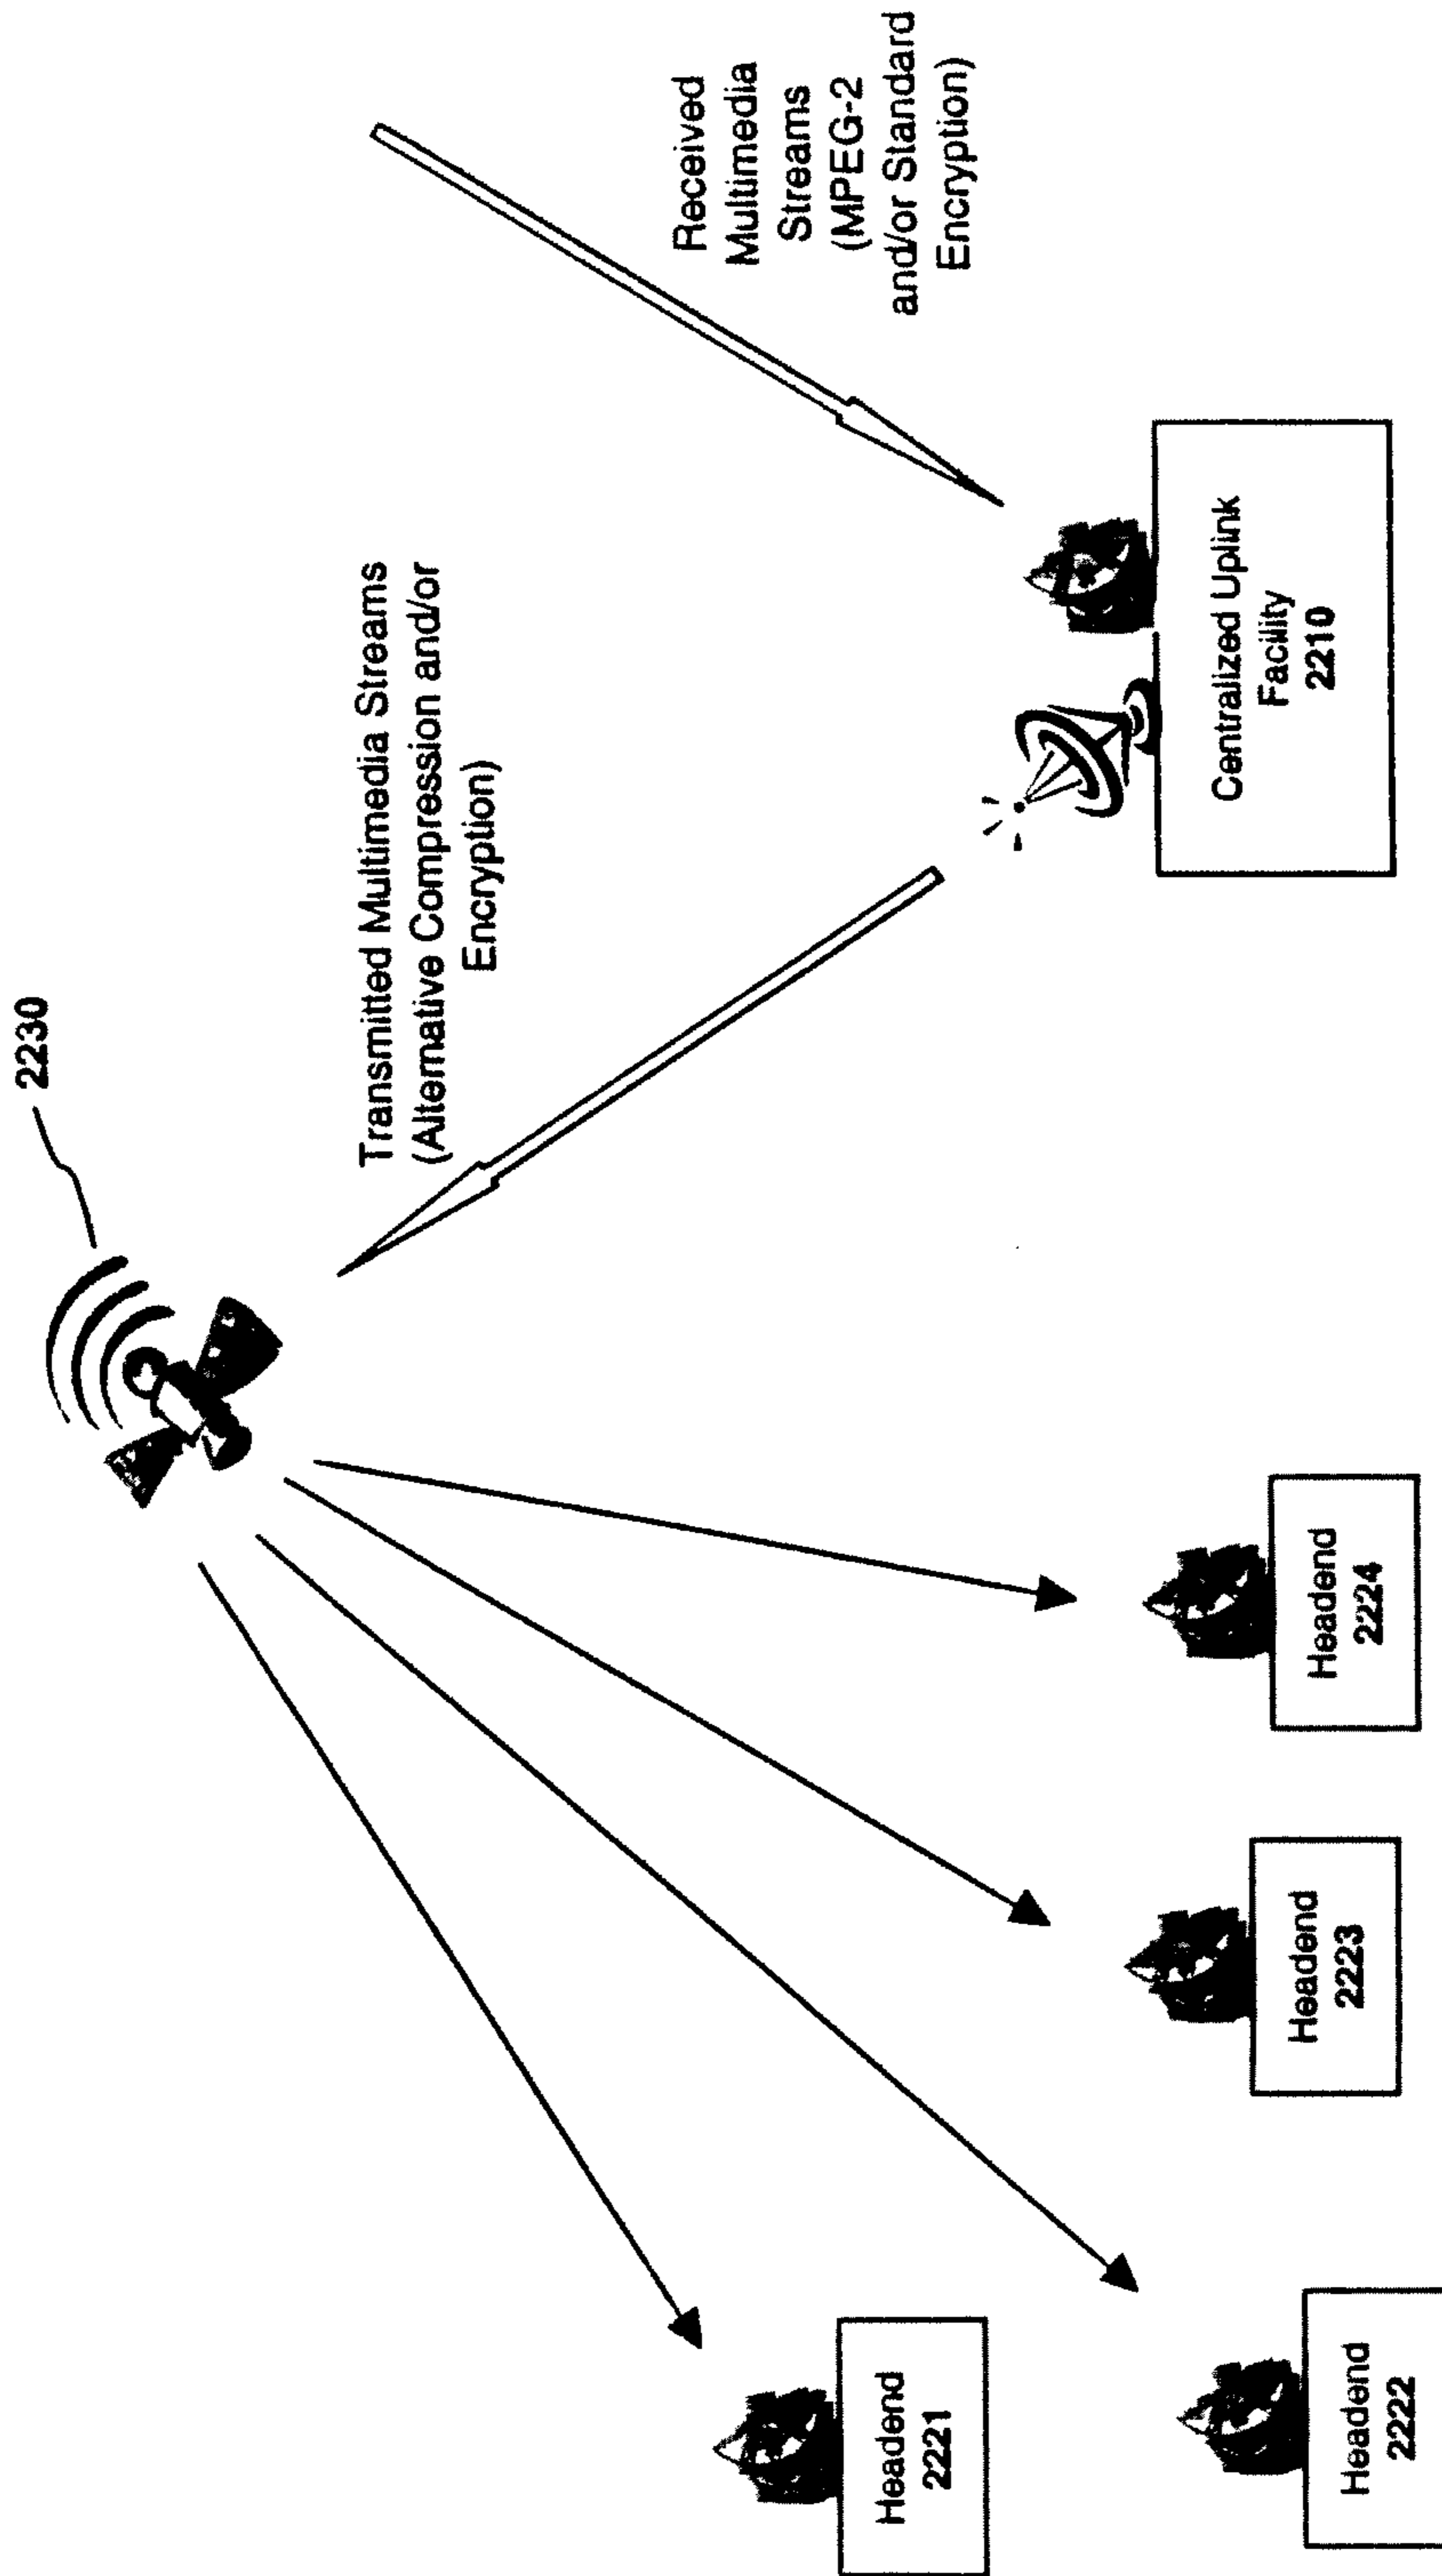 2230
Transmitted Multimedia Streams
(Alternative Compression and/or
Encryption)
Received
Multimedia
Streams
(MPEG-2
and/or Standard
Encryption)
Centralized Uplink
Facility
2210
Headend
2221
Headend
2222
Headend
2223
Headend
2224